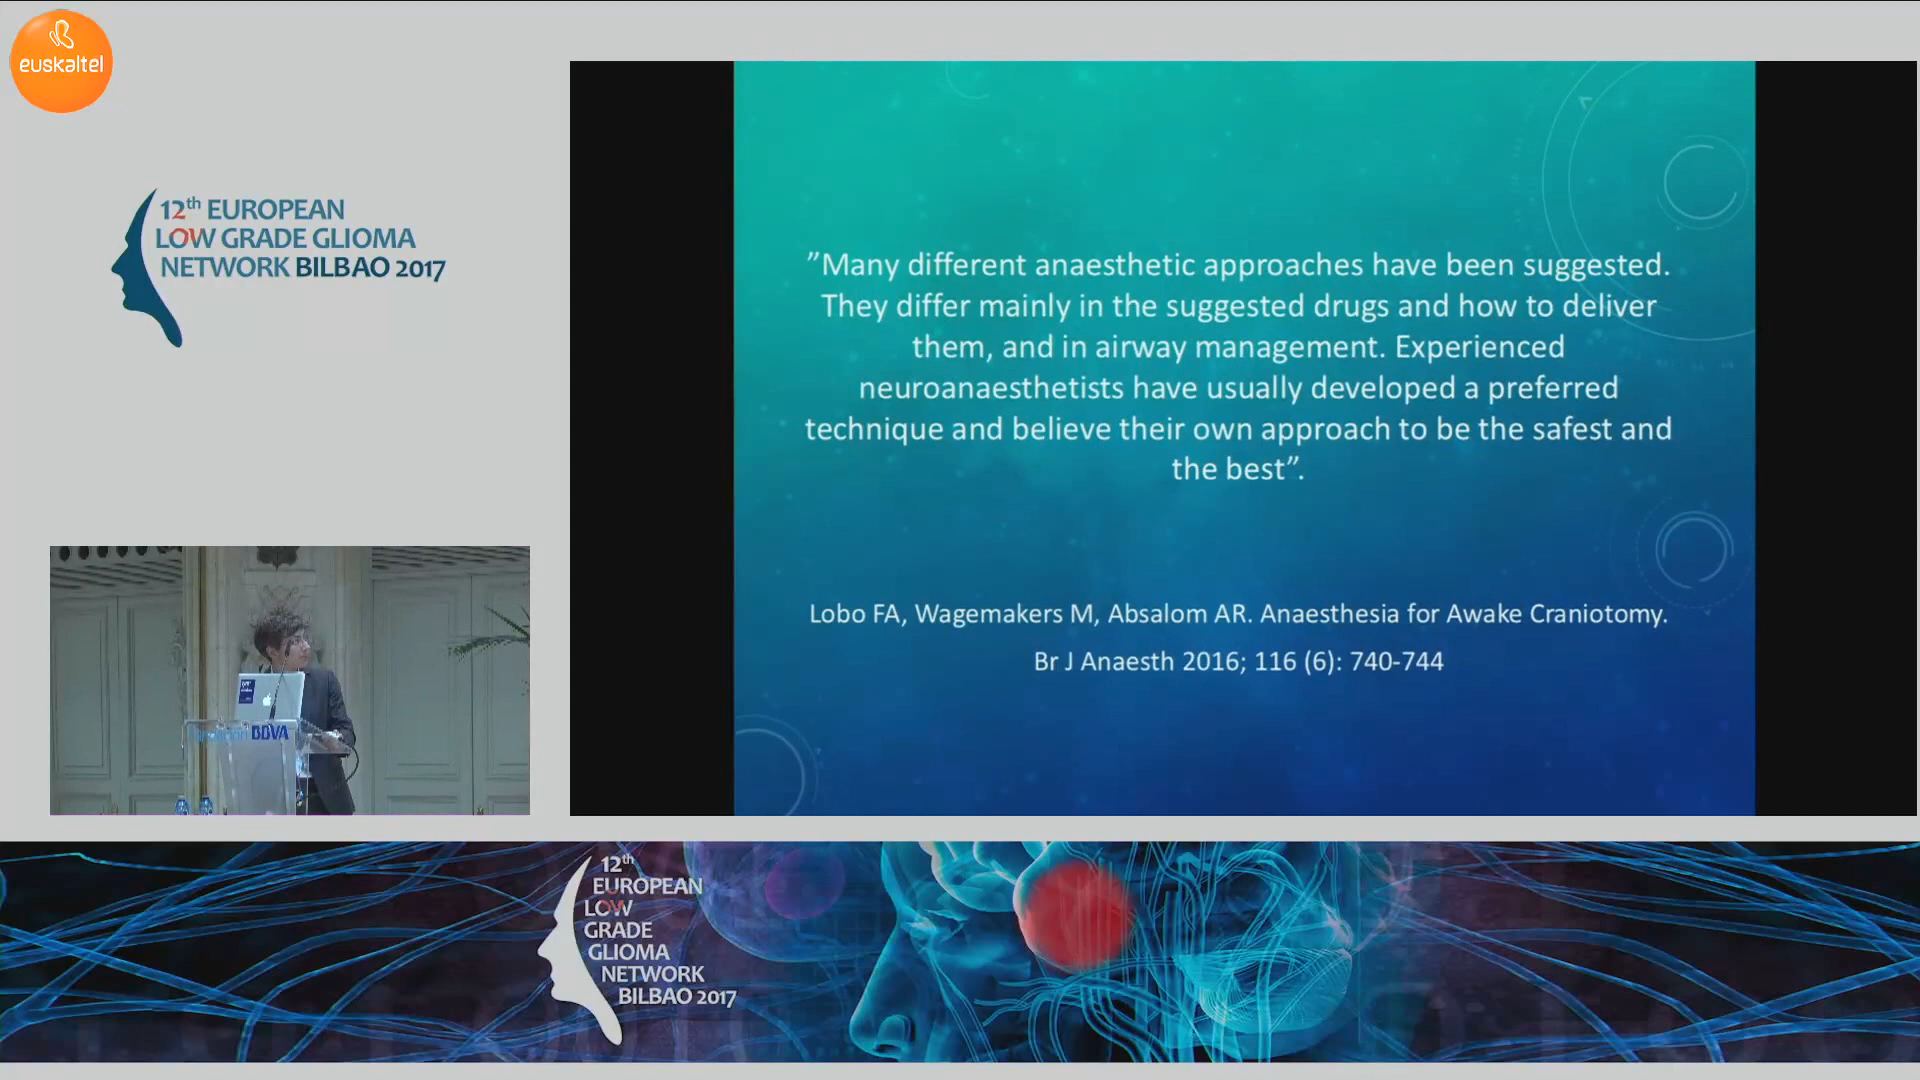 euskaltel
12th EUROPEAN
LOW GRADE GLIOMA
NETWORK BILBAO 2017
”Many different anaesthetic approaches have been suggested.
They differ mainly in the suggested drugs and how to deliver
them, and in airway management. Experienced
neuroanaesthetists have usually developed a preferred
technique and believe their own approach to be the safest and
the best”.
Lobo FA, Wagemakers M, Absalom AR. Anaesthesia for Awake Craniotomy.
Br J Anaesth 2016; 116 (6): 740-744
BBVA
12th
EUROPEAN
LOW
GRADE
GLIOMA
NETWORK
BILBAO 2017